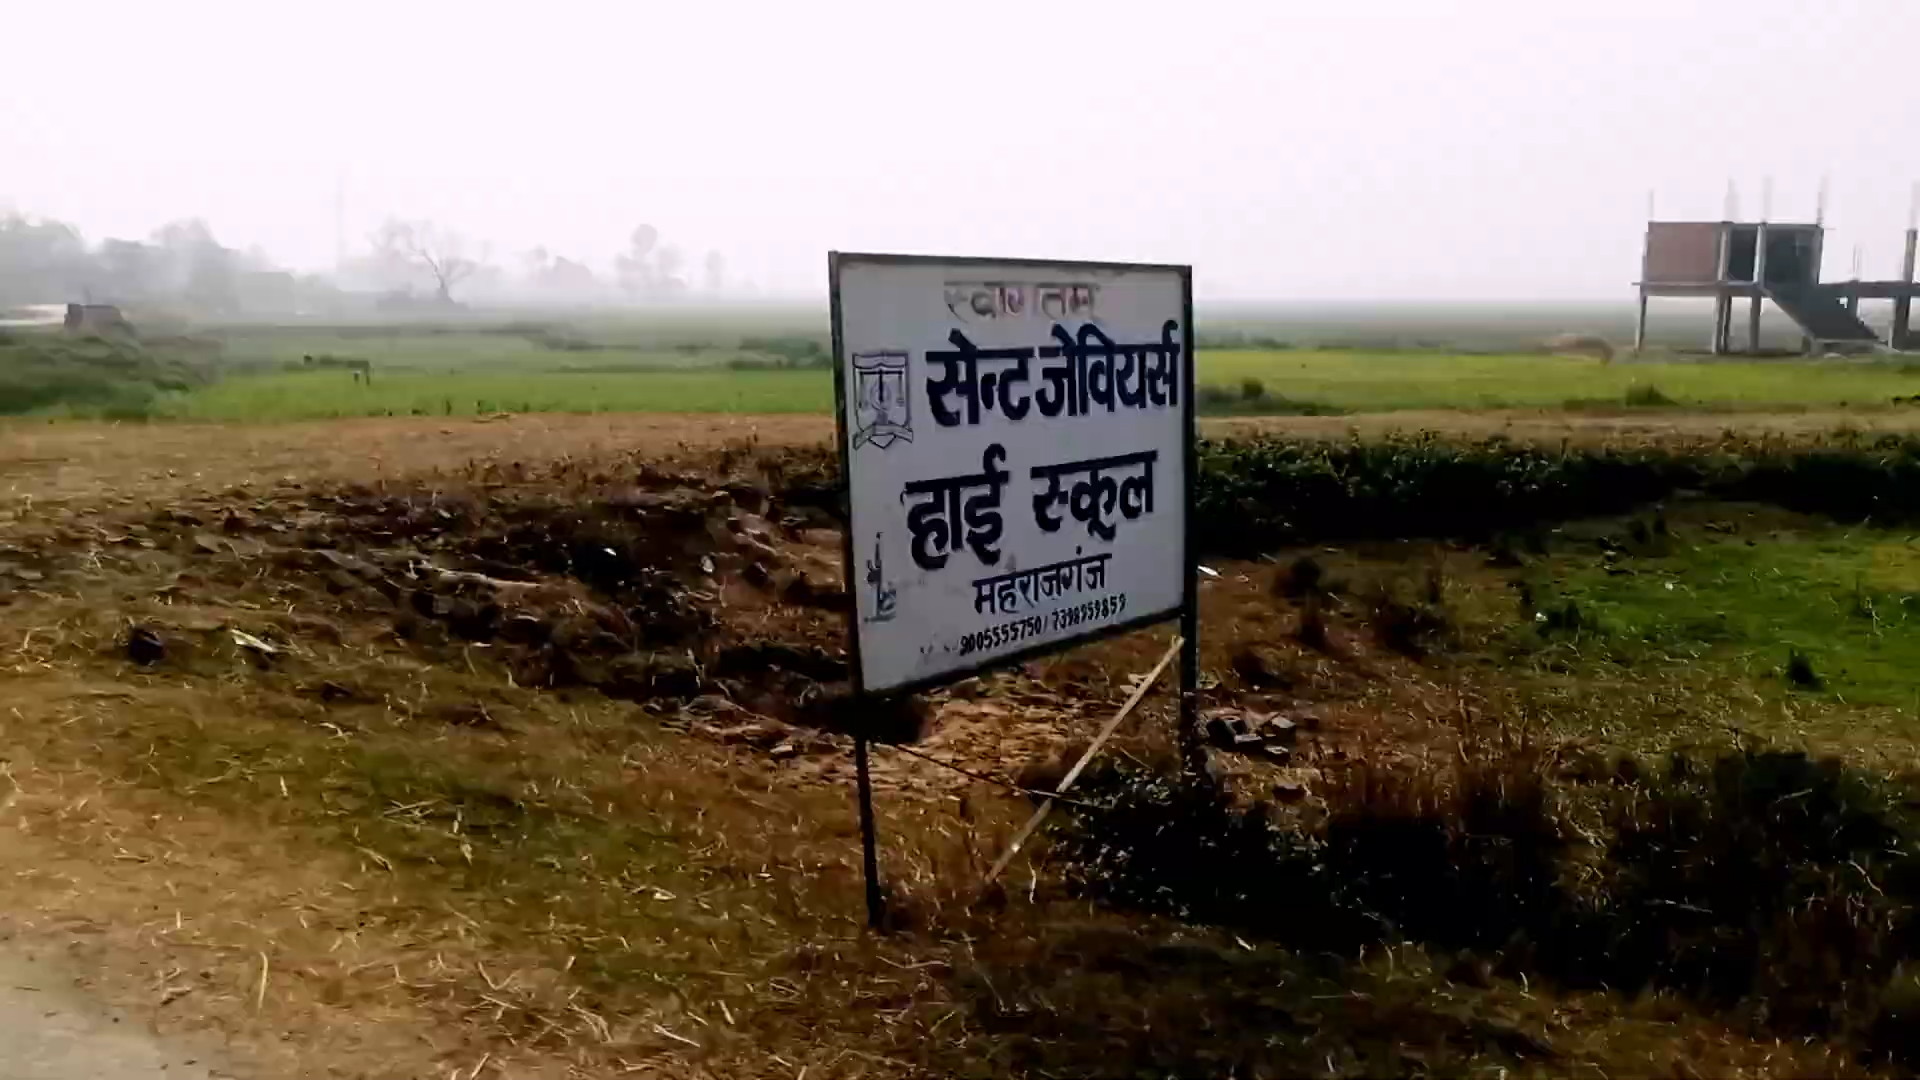 स्वागतम्
सेन्ट जेवियर्स
हाई स्कूल
महराजगंज
9005555750/7398959859